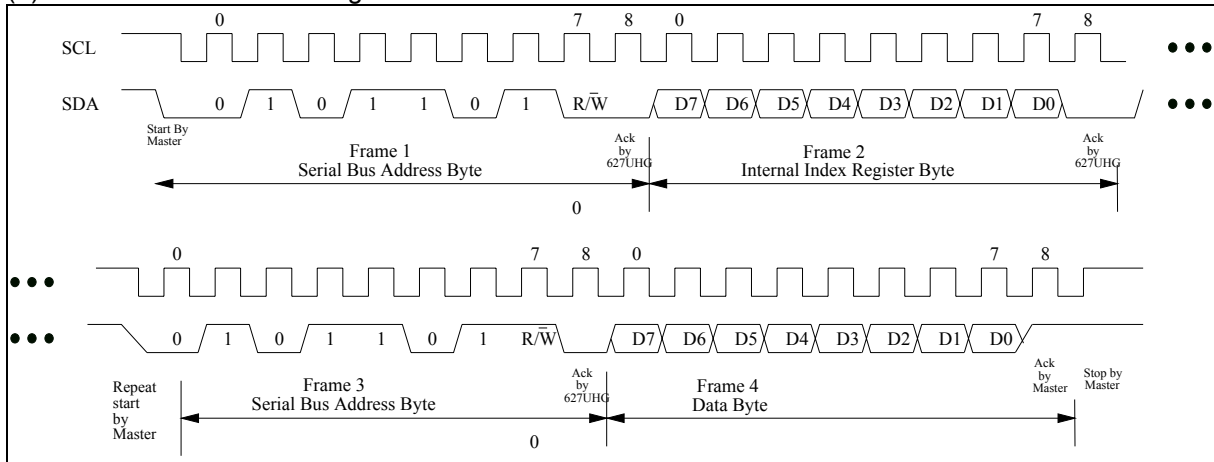 0 7 8 0 7 8
SCL
SDA 0 1 0 1 1 0 1 R/W̅ D7 D6 D5 D4 D3 D2 D1 D0
Start By
Master
Ack
by
627UHG
Ack
by
627UHG
Frame 1
Serial Bus Address Byte
Frame 2
Internal Index Register Byte
0
0 7 8 0 7 8
0 1 0 1 1 0 1 R/W̅ D7 D6 D5 D4 D3 D2 D1 D0
Repeat
start
by
Master
Frame 3
Serial Bus Address Byte
Ack
by
627UHG
Frame 4
Data Byte
Ack
by
Master
Stop by
Master
0